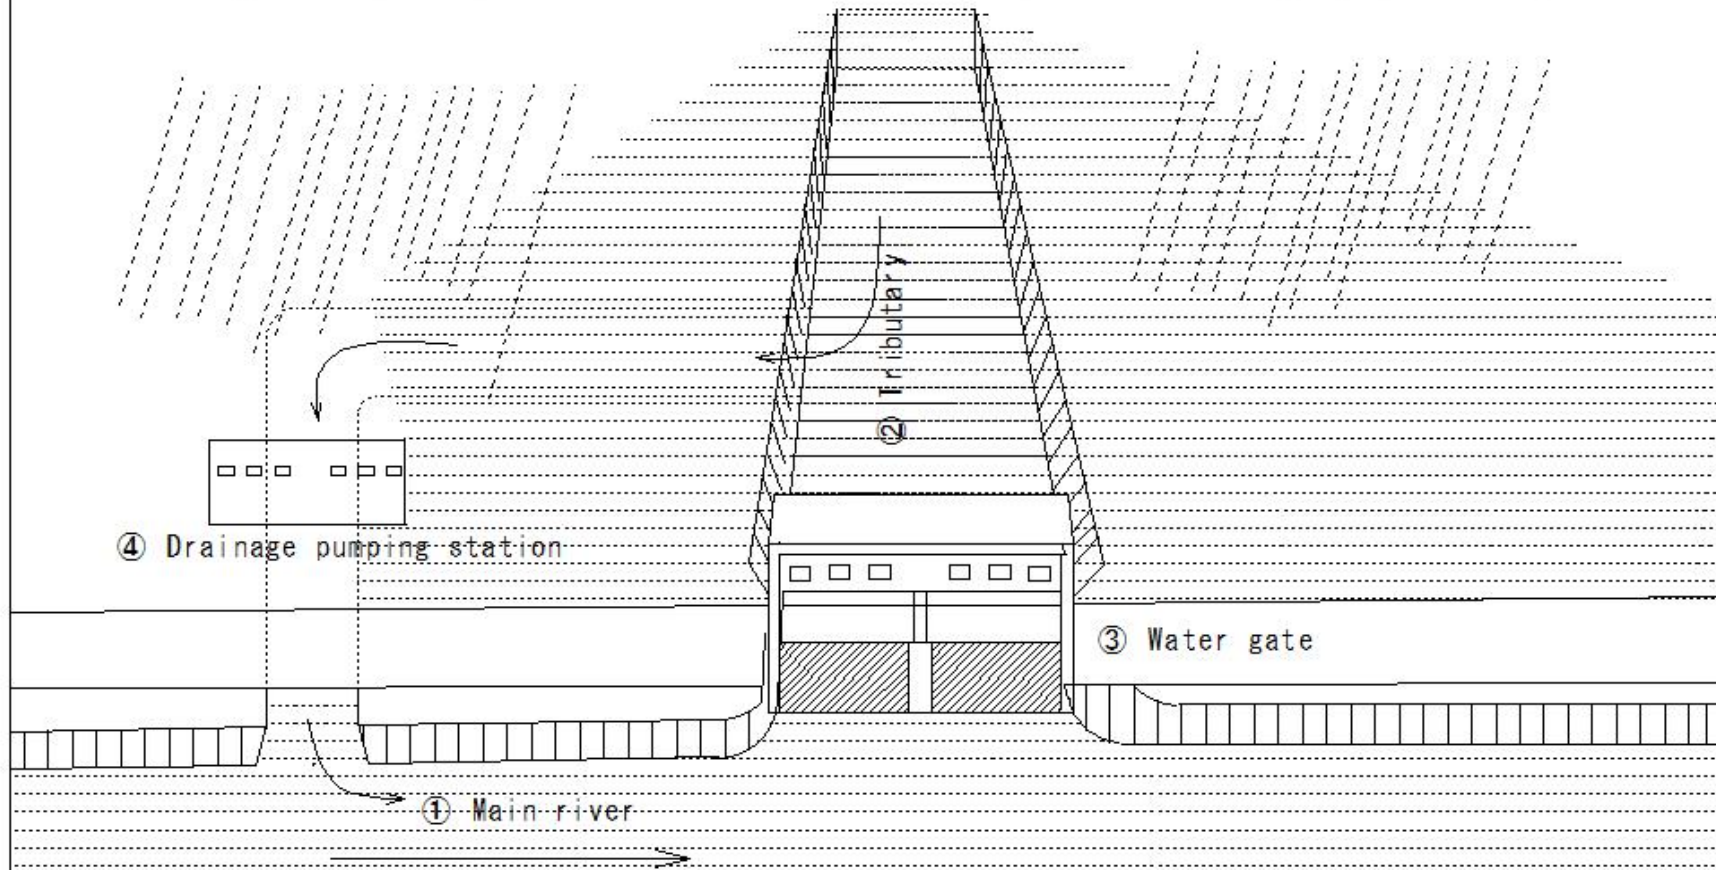 ② Tributary
④ Drainage pumping station
③ Water gate
① Main river